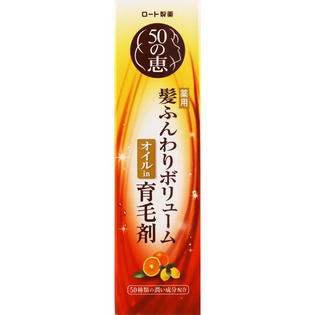 ロート製薬
50の恵
薬用
髪ふんわりボリューム
オイルin
育毛剤
50種類の潤い成分配合